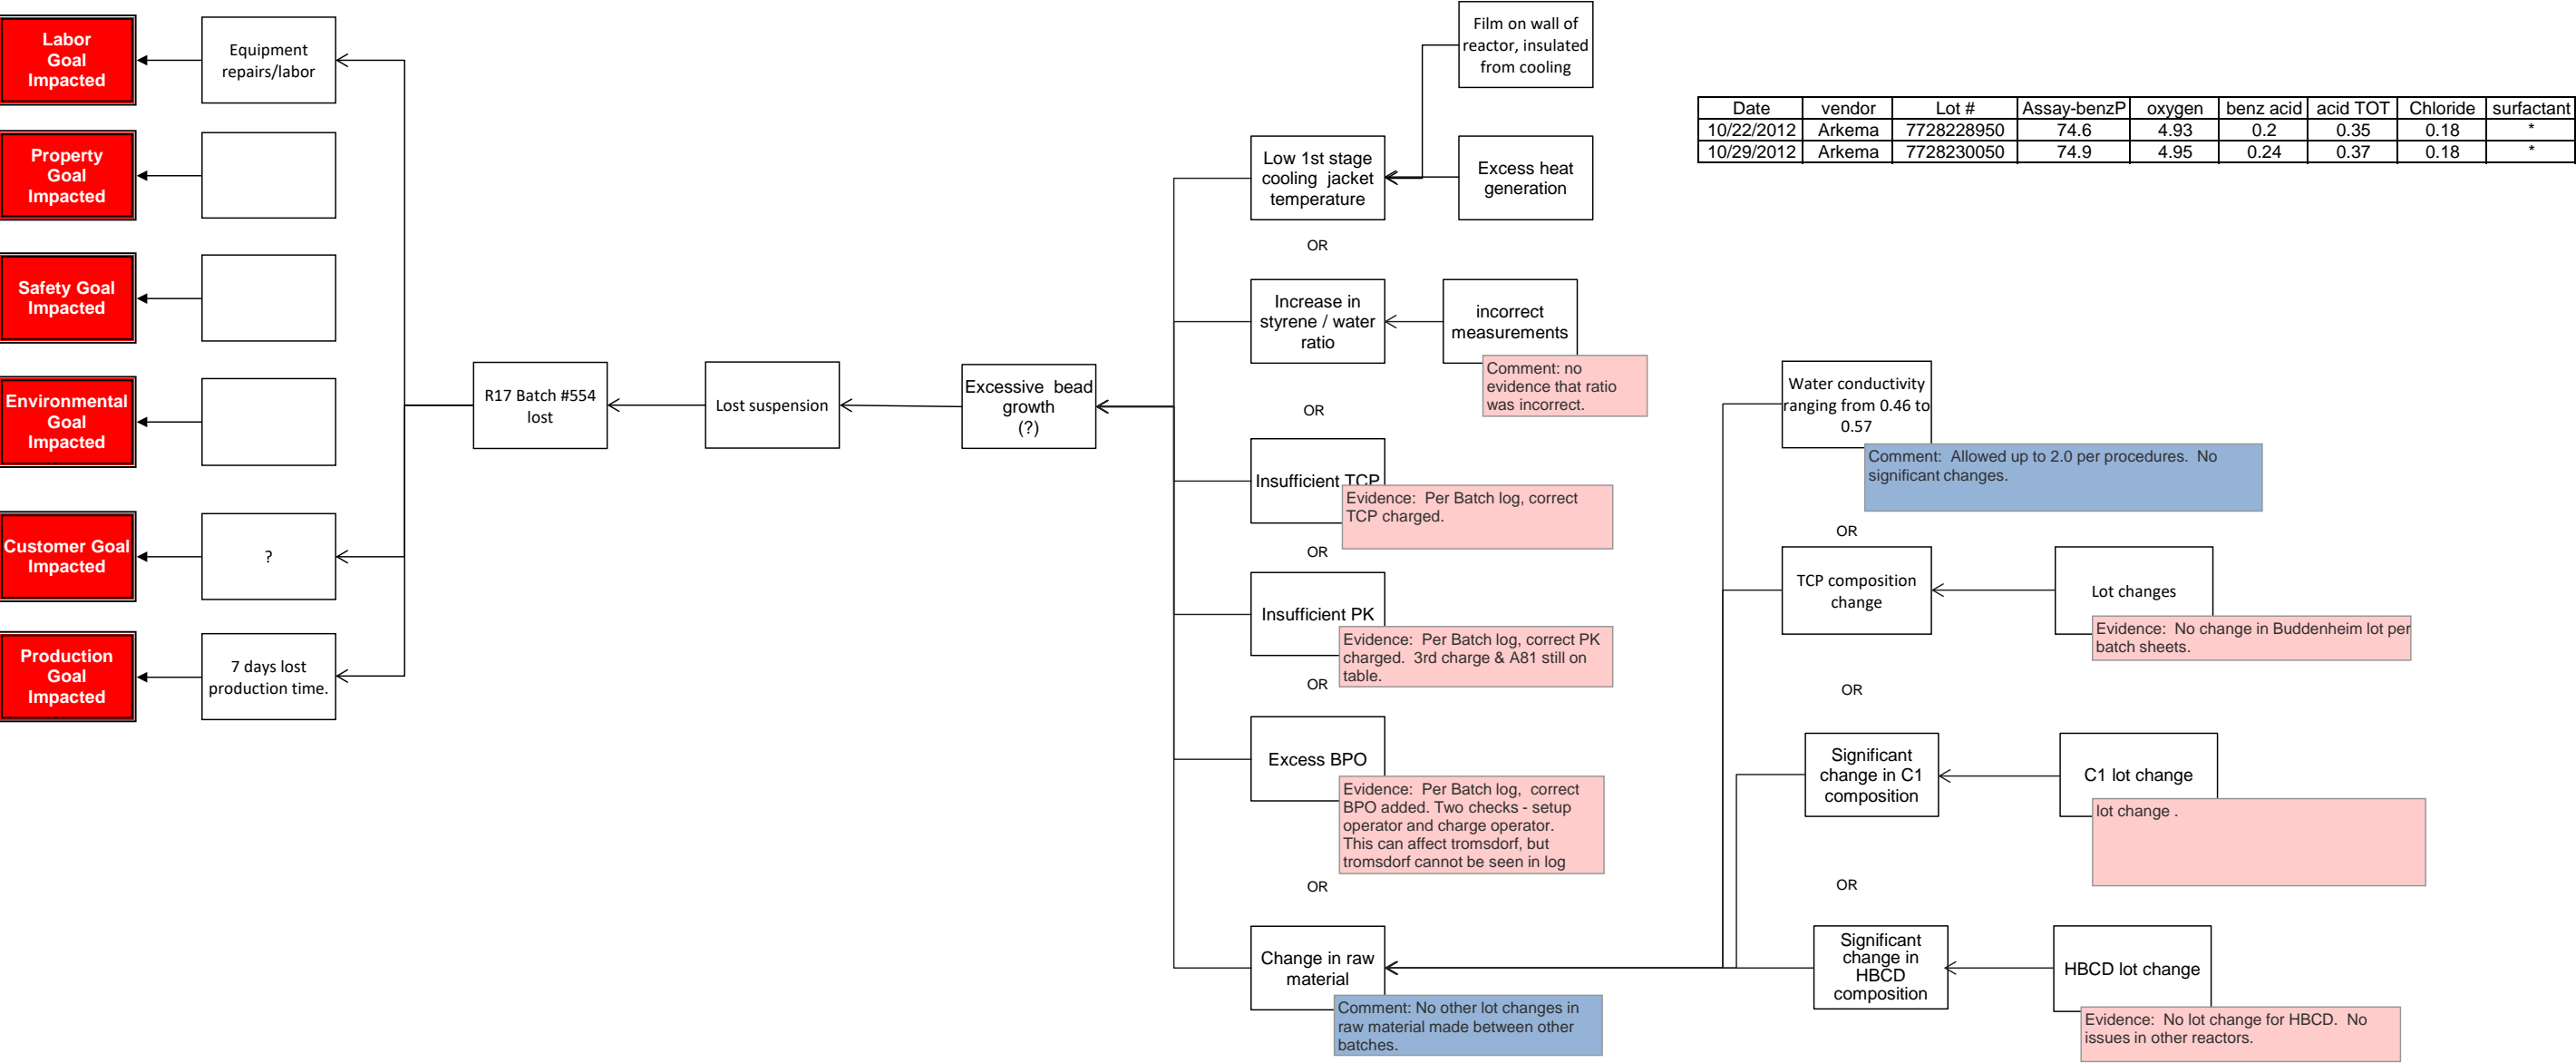 Labor
Goal
Impacted
Equipment
repairs/labor
Property
Goal
Impacted
Safety Goal
Impacted
Environmental
Goal
Impacted
Customer Goal
Impacted
?
Production
Goal
Impacted
7 days lost
production time.
R17 Batch #554
lost
Lost suspension
Excessive bead
growth
(?)
Film on wall of
reactor, insulated
from cooling
Low 1st stage
cooling jacket
temperature
Excess heat
generation
OR
Increase in
styrene / water
ratio
incorrect
measurements
Comment: no
evidence that ratio
was incorrect.
OR
Insufficient TCP
Evidence: Per Batch log, correct
TCP charged.
OR
Insufficient PK
Evidence: Per Batch log, correct PK
charged. 3rd charge & A81 still on
table.
OR
Excess BPO
Evidence: Per Batch log, correct
BPO added. Two checks - setup
operator and charge operator.
This can affect tromsdorf, but
tromsdorf cannot be seen in log
OR
Change in raw
material
Comment: No other lot changes in
raw material made between other
batches.
Date vendor Lot # Assay-benzP oxygen benz acid acid TOT Chloride surfactant
10/22/2012 Arkema 7728228950 74.6 4.93 0.2 0.35 0.18 *
10/29/2012 Arkema 7728230050 74.9 4.95 0.24 0.37 0.18 *
Water conductivity
ranging from 0.46 to
0.57
Comment: Allowed up to 2.0 per procedures. No
significant changes.
OR
TCP composition
change
Lot changes
Evidence: No change in Buddenheim lot per
batch sheets.
OR
Significant
change in C1
composition
C1 lot change
lot change .
OR
Significant
change in
HBCD
composition
HBCD lot change
Evidence: No lot change for HBCD. No
issues in other reactors.